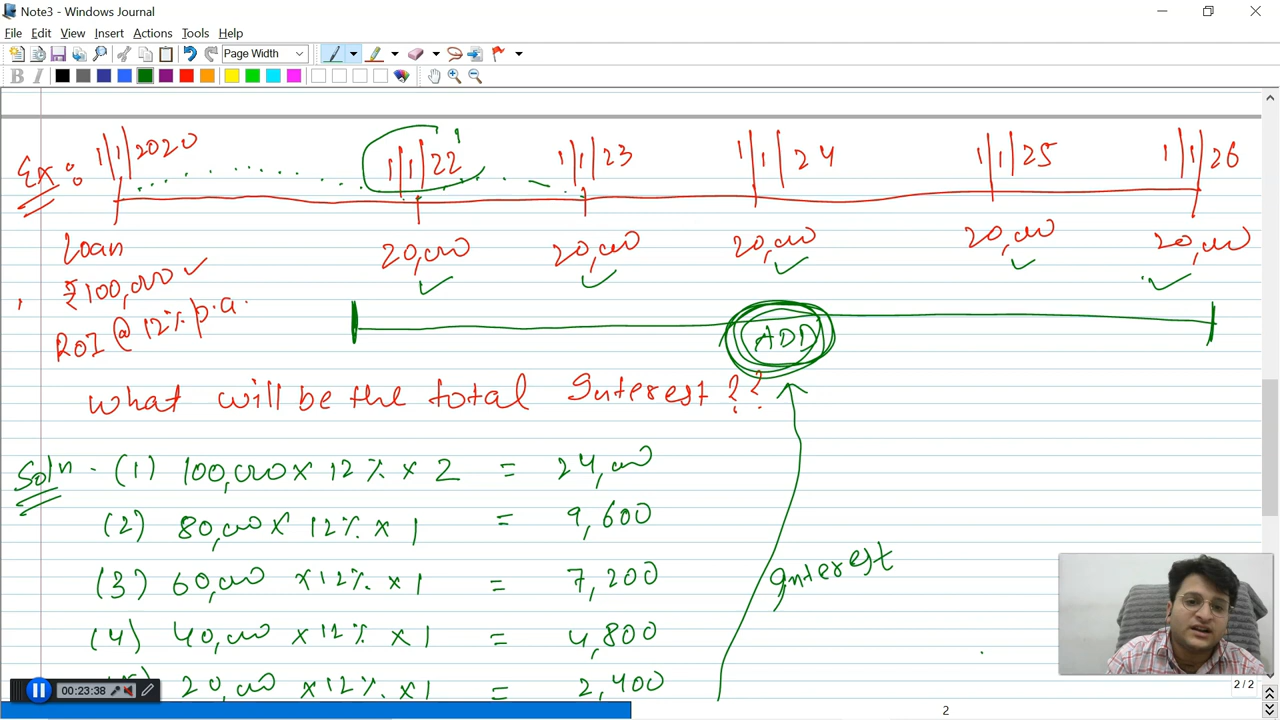 Note3 - Windows Journal
File Edit View Insert Actions Tools Help
Page Width
B I
Ex: 1|1|2020 1|1|22 1|1|23 1|1|24 1|1|25 1|1|26
Loan 20,000 20,000 20,000 20,000 20,000
₹100,000
ROI @ 12% p.a.
ADD
What will be the total Interest??
Soln - (1) 100,000 x 12% x 2 = 24,000
(2) 80,000 x 12% x 1 = 9,600
(3) 60,000 x 12% x 1 = 7,200
Interest
(4) 40,000 x 12% x 1 = 4,800
20,000 x 12% x 1 = 2,400
00:23:38
2/2
2